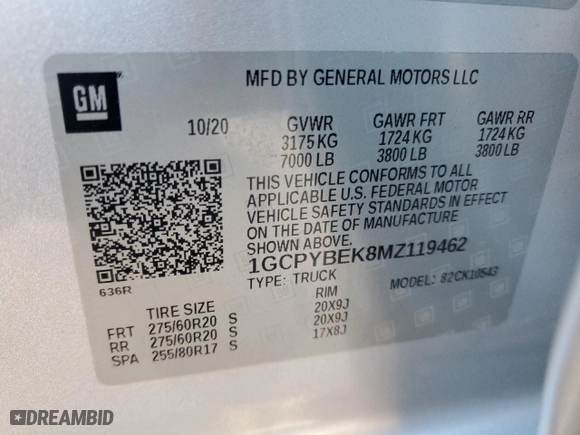 GM
MFD BY GENERAL MOTORS LLC
10/20 GVWR GAWR FRT GAWR RR
3175 KG 1724 KG 1724 KG
7000 LB 3800 LB 3800 LB
THIS VEHICLE CONFORMS TO ALL
APPLICABLE U.S. FEDERAL MOTOR
VEHICLE SAFETY STANDARDS IN EFFECT
ON THE DATE OF MANUFACTURE
SHOWN ABOVE.
1GCPYBEK8MZ119462
TYPE: TRUCK MODEL: 82CK10543
636R
TIRE SIZE RIM
FRT 275/60R20 S 20X9J
RR 275/60R20 S 20X9J
SPA 255/80R17 S 17X8J
DREAMBID